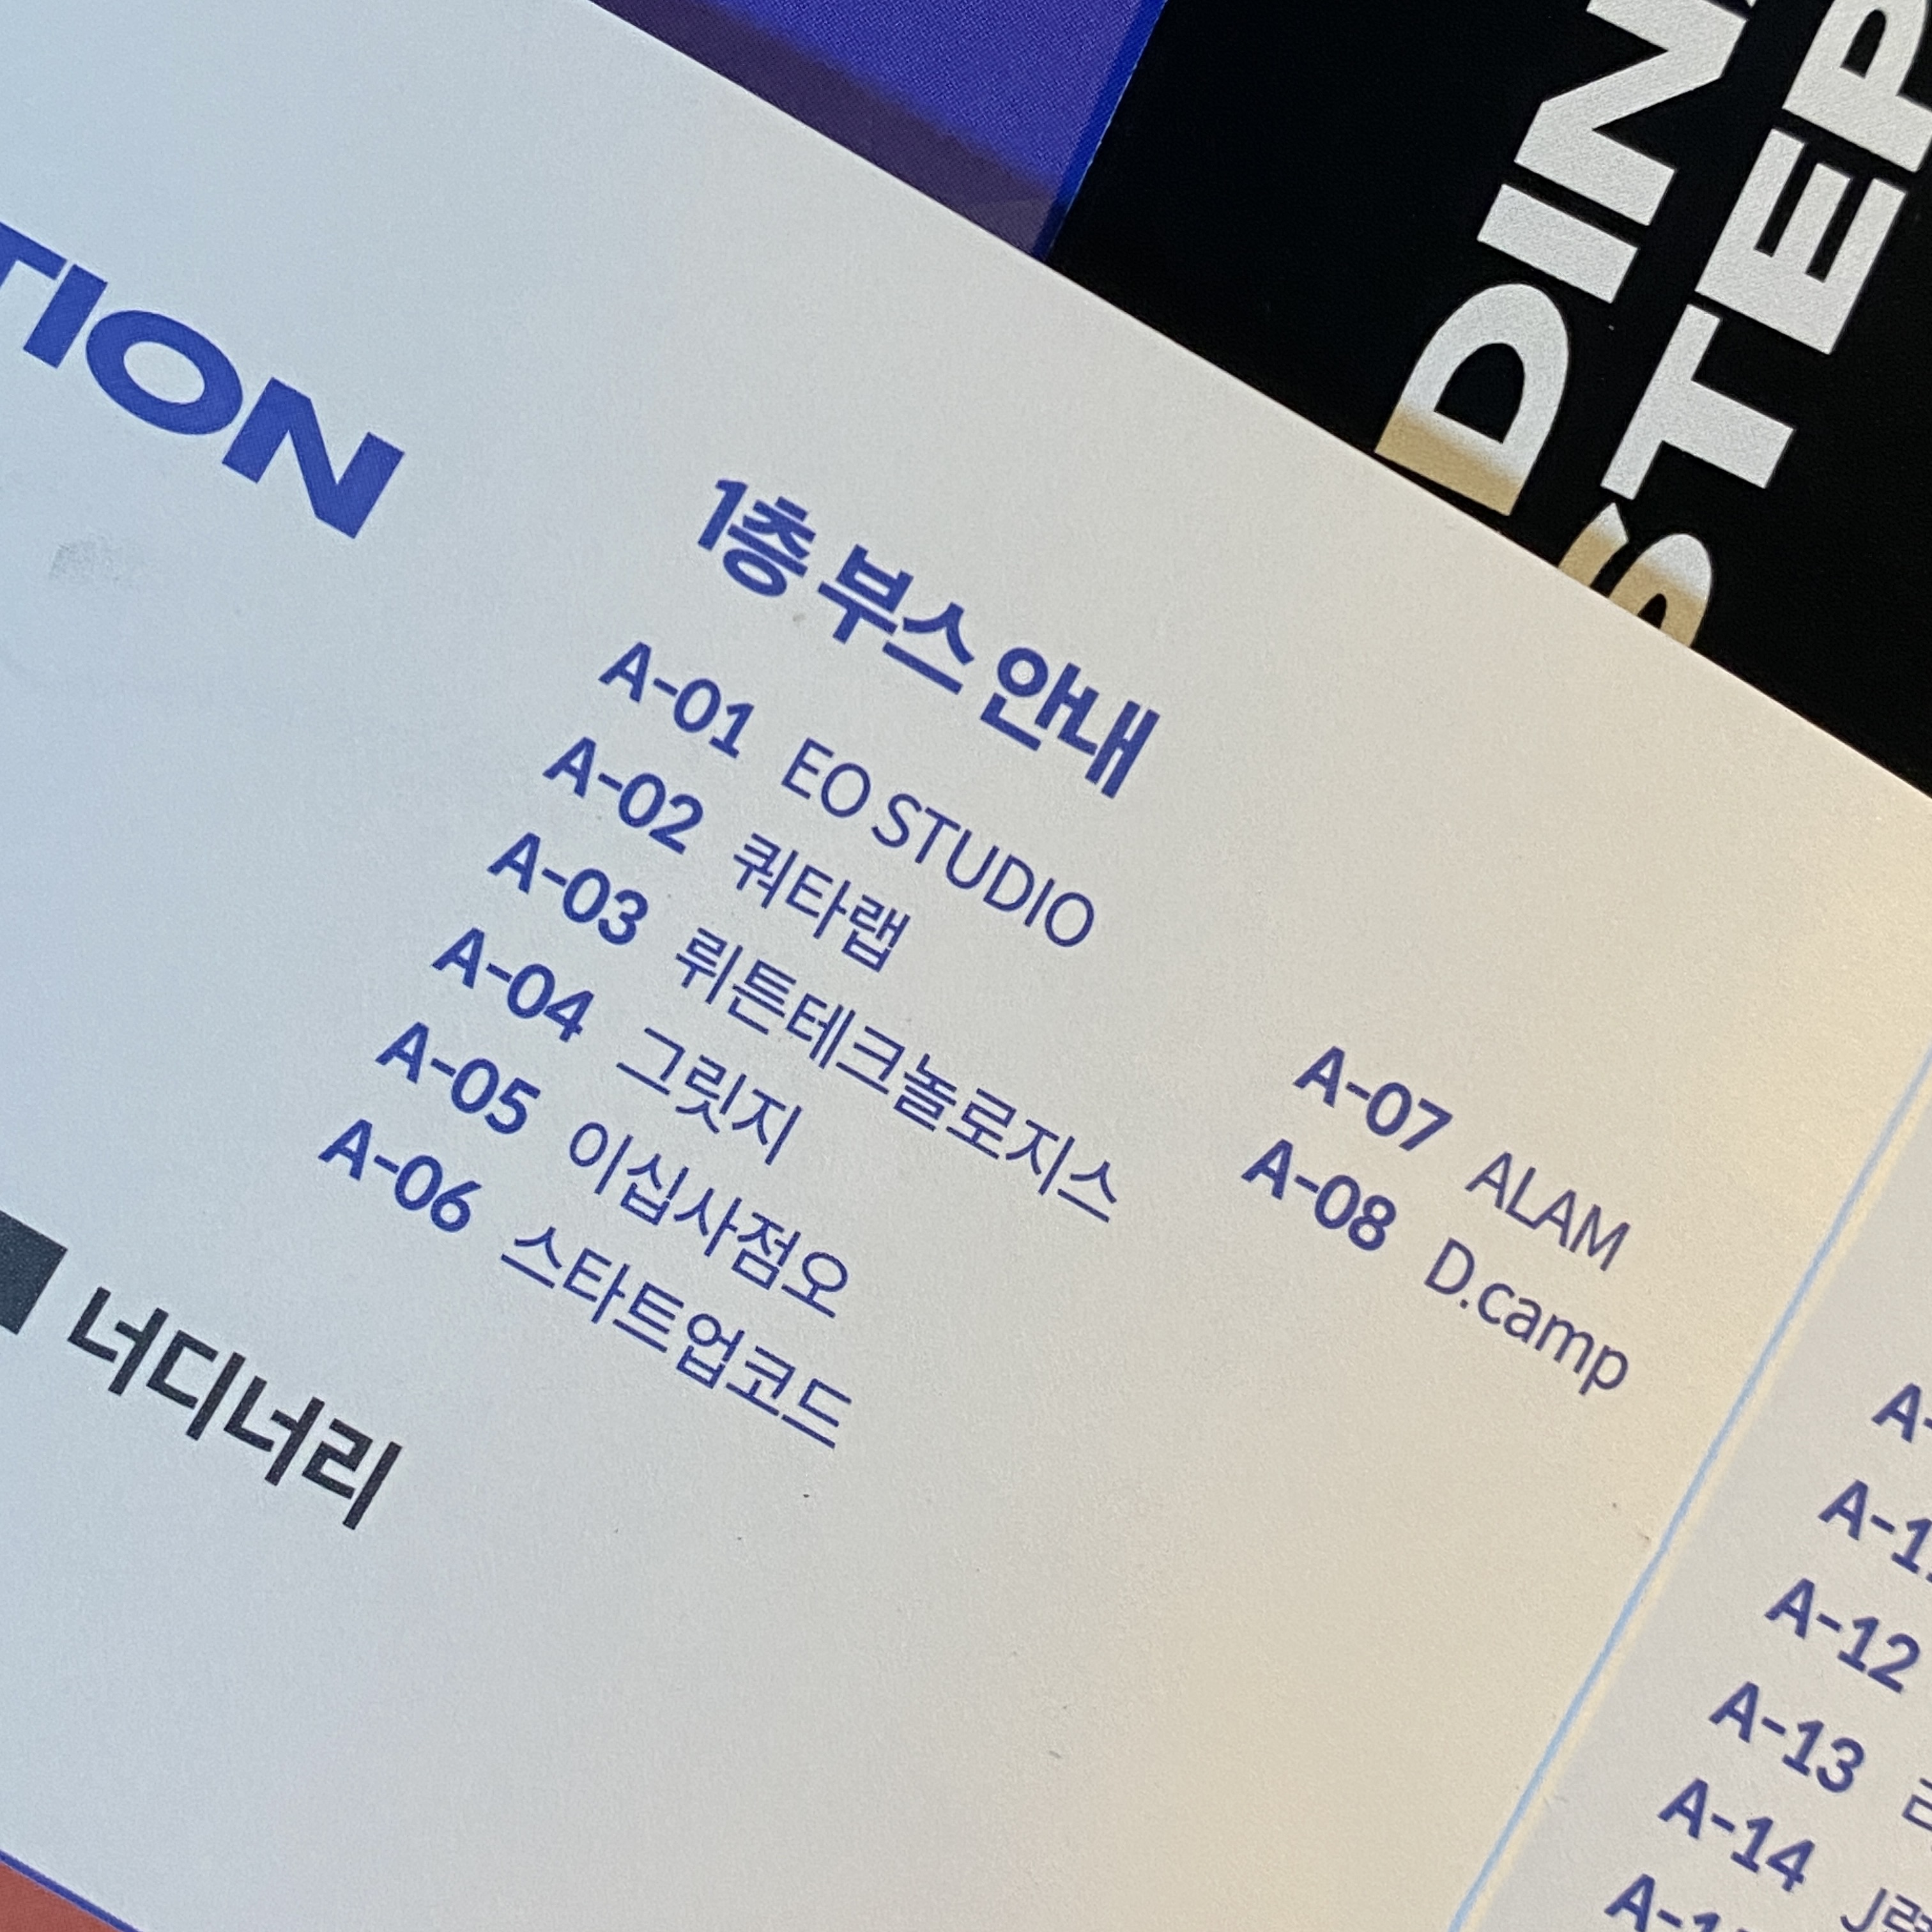 TION
1층 부스 안내
A-01 EO STUDIO
A-02 쿼타랩
A-03 뤼튼테크놀로지스
A-04 그릿지
A-05 이십사점오
A-06 스타트업코드
A-07 ALAM
A-08 D.camp
너디너리
DIN
STEP
A-12
A-13
A-14